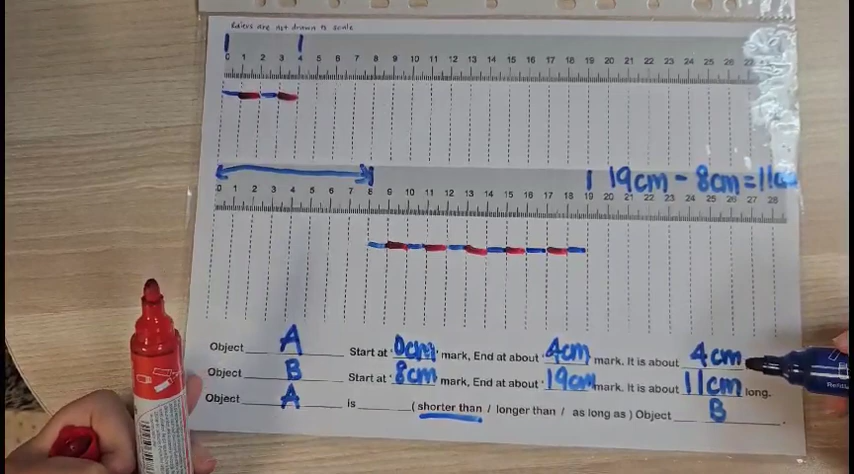 Rulers are not drawn to scale
0 1 2 3 4 5 6 7 8 9 10 11 12 13 14 15 16 17 18 19 20 21 22 23 24 25 26 27
19cm - 8cm = 11cm
0 1 2 3 4 5 6 7 8 9 10 11 12 13 14 15 16 17 18 19 20 21 22 23 24 25 26 27 28
Object A Start at '0cm' mark, End at about '4cm' mark. It is about 4cm
Object B Start at '8cm' mark, End at about '19cm' mark. It is about 11cm long.
Object A is ______ ( shorter than / longer than / as long as ) Object B.